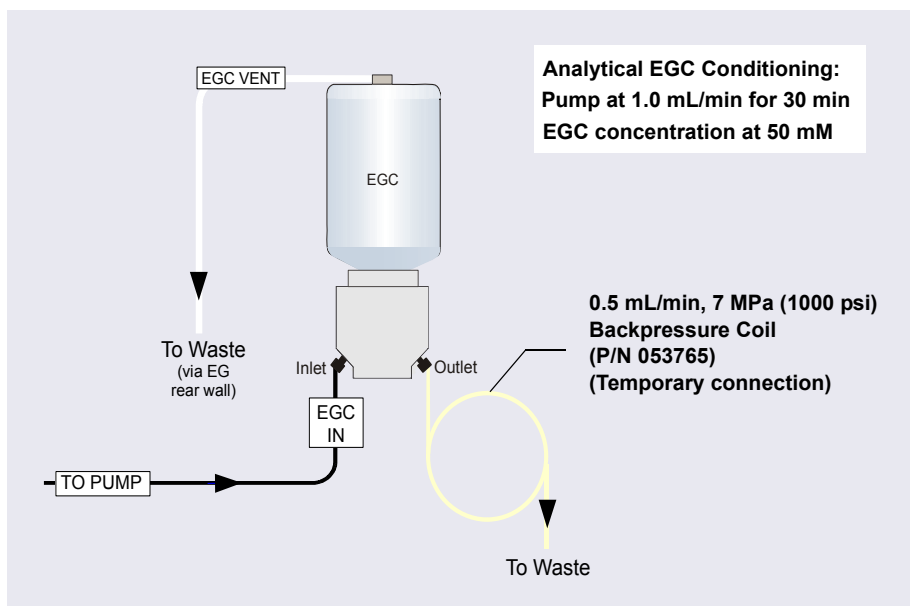 EGC VENT
Analytical EGC Conditioning:
Pump at 1.0 mL/min for 30 min
EGC concentration at 50 mM
EGC
0.5 mL/min, 7 MPa (1000 psi)
Backpressure Coil
(P/N 053765)
(Temporary connection)
To Waste
(via EG
rear wall)
Inlet
Outlet
EGC
IN
TO PUMP
To Waste